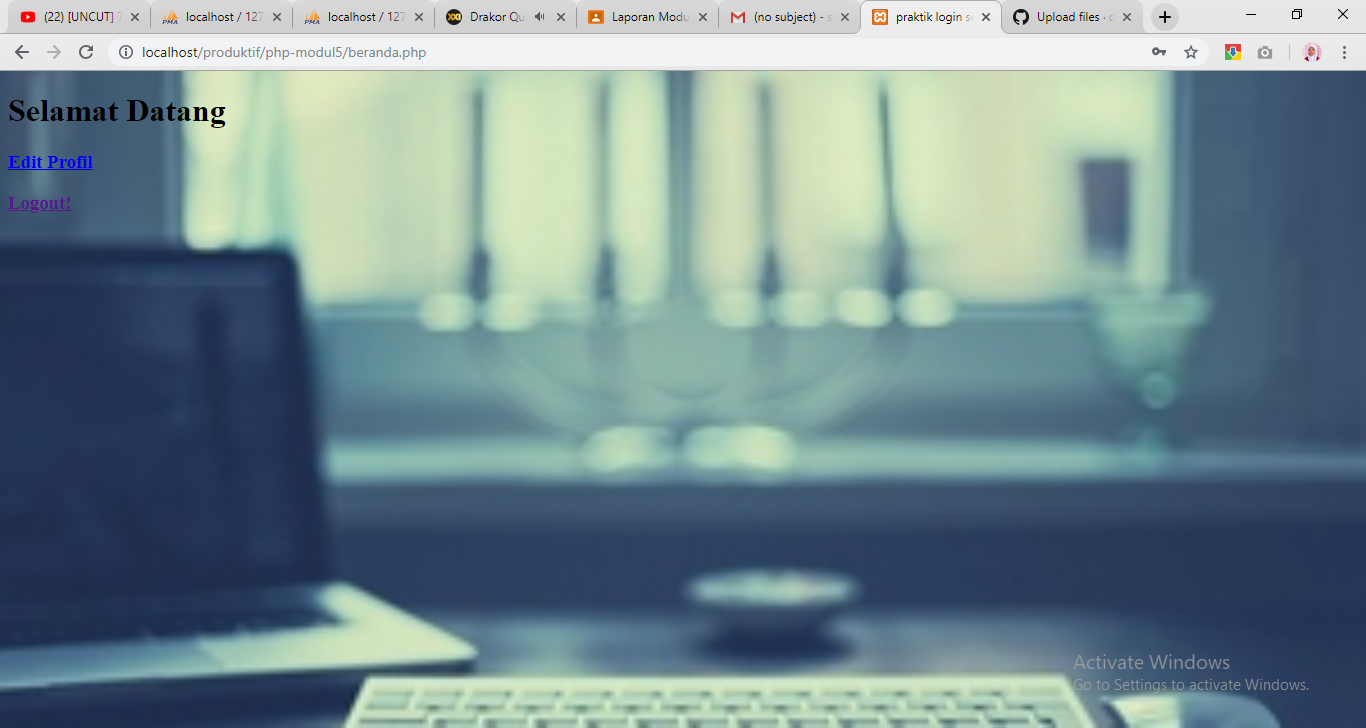 (22) [UNCUT]
localhost / 127
localhost / 127
Drakor Qu
Laporan Modu
(no subject) - s
praktik login se
Upload files · c
localhost/produktif/php-modul5/beranda.php
Selamat Datang
Edit Profil
Logout!
Activate Windows
Go to Settings to activate Windows.